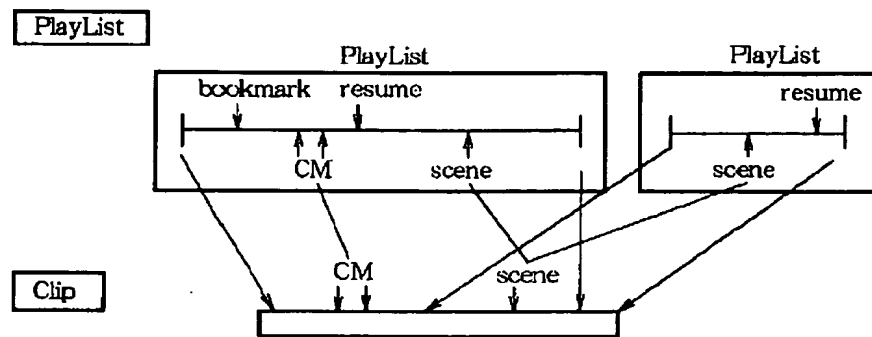 PlayList
PlayList
PlayList
bookmark resume
resume
CM
scene
scene
CM
scene
Clip